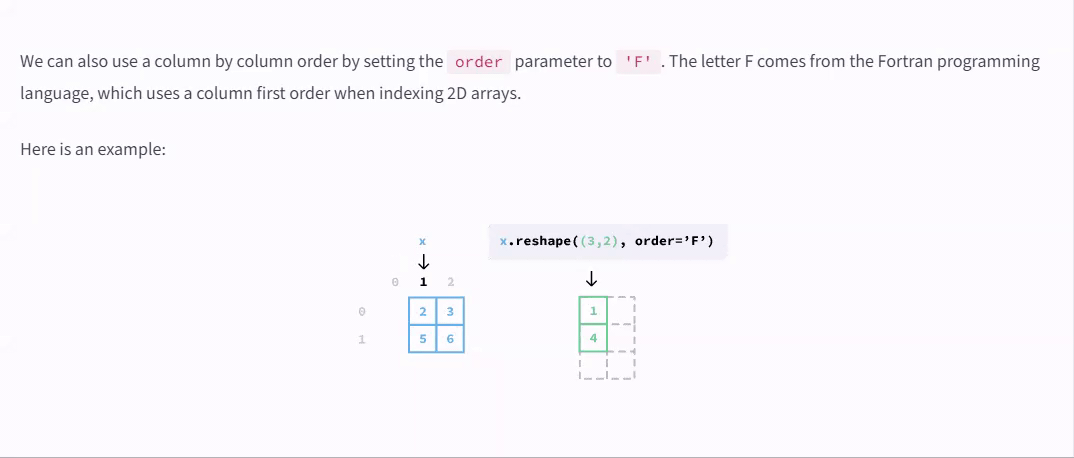 We can also use a column by column order by setting the order parameter to 'F' . The letter F comes from the Fortran programming
language, which uses a column first order when indexing 2D arrays.
Here is an example:
x x.reshape((3,2), order=’F’)
↓ ↓
0 1 2
0 2 3 1
1 5 6 4